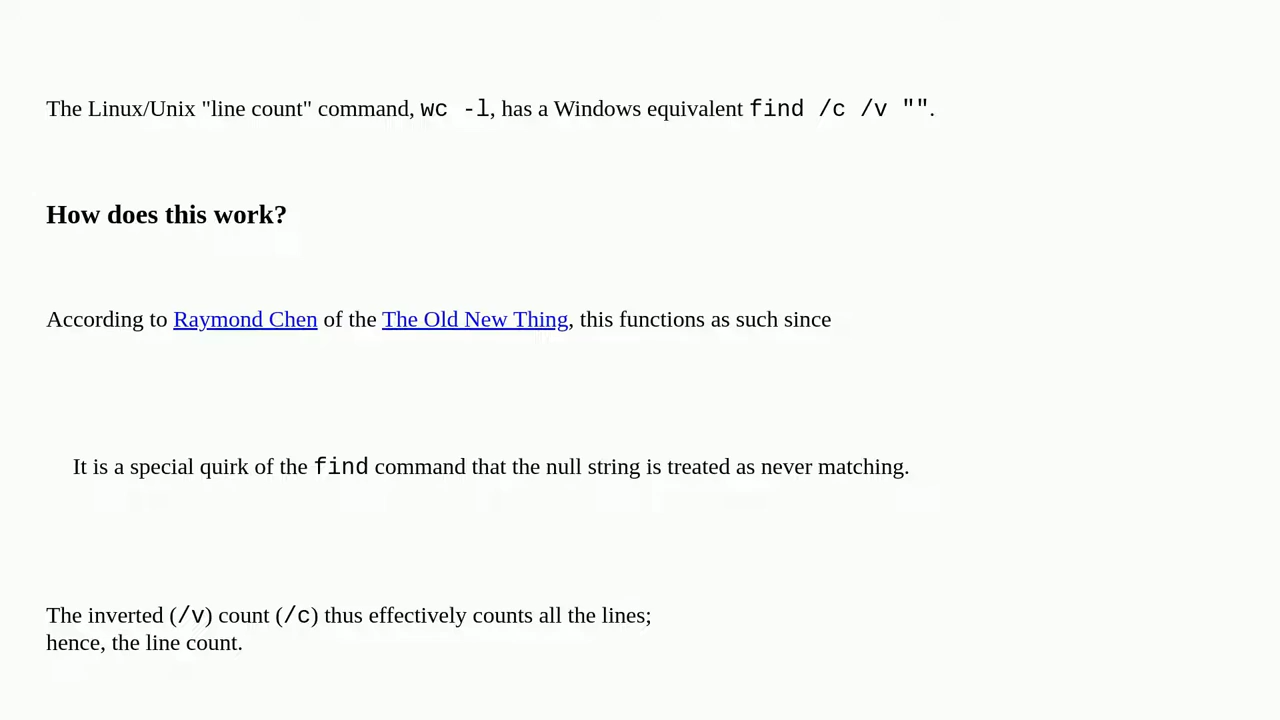 The Linux/Unix "line count" command, wc -l, has a Windows equivalent find /c /v "".
How does this work?
According to Raymond Chen of the The Old New Thing, this functions as such since
It is a special quirk of the find command that the null string is treated as never matching.
The inverted (/v) count (/c) thus effectively counts all the lines;
hence, the line count.